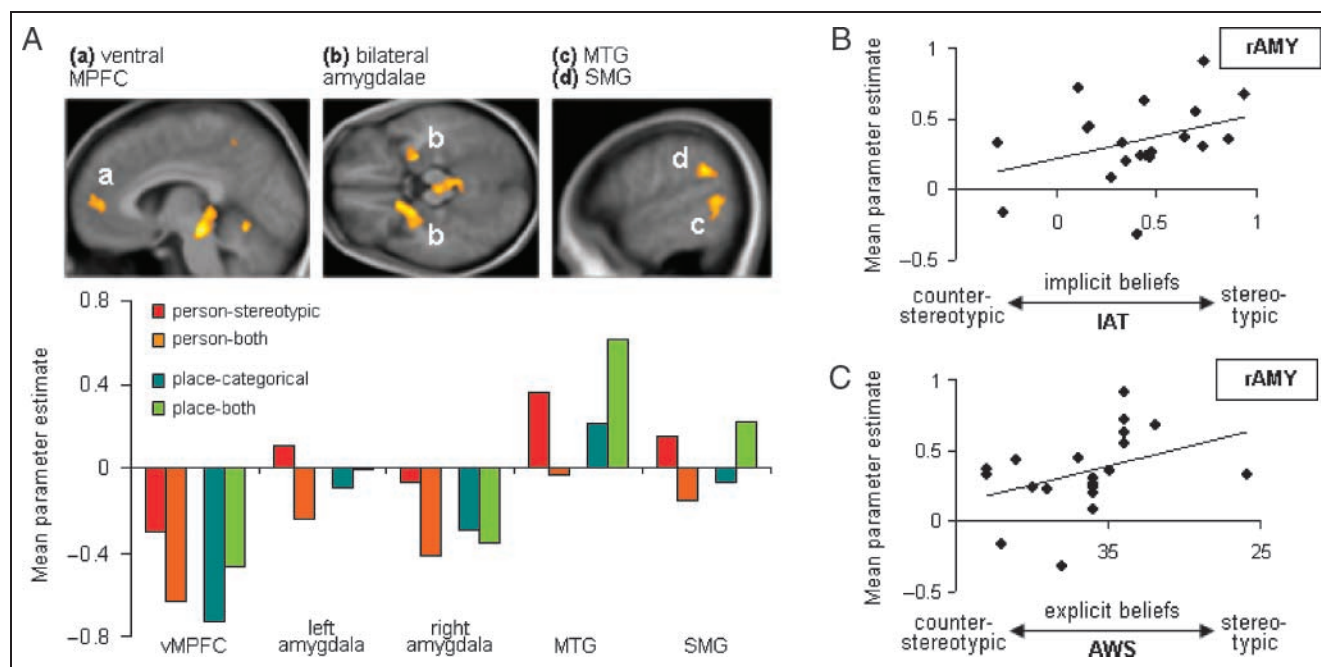 A
(a) ventral
MPFC
(b) bilateral
amygdalae
(c) MTG
(d) SMG
a
b
b
d
c
Mean parameter estimate
0.8
0.4
0
−0.4
−0.8
person-stereotypic
person-both
place-categorical
place-both
vMPFC
left
amygdala
right
amygdala
MTG
SMG
B
rAMY
Mean parameter estimate
1
0.5
0
−0.5
0
0.5
1
implicit beliefs
counter-
stereotypic
stereo-
typic
IAT
C
rAMY
Mean parameter estimate
1
0.5
0
−0.5
35
25
explicit beliefs
counter-
stereotypic
stereo-
typic
AWS